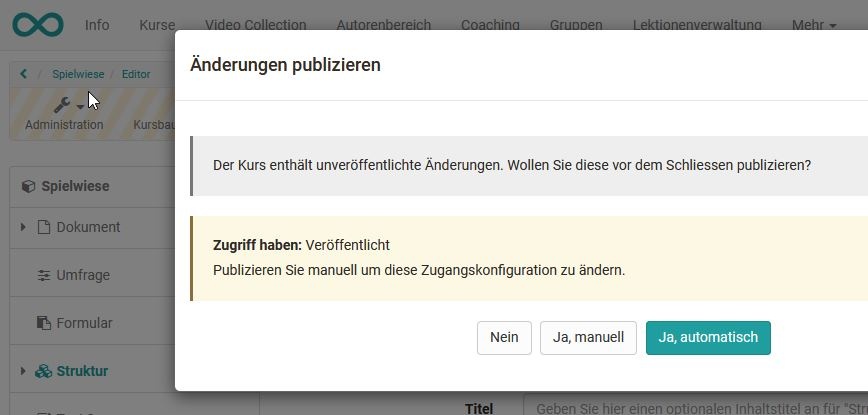 Info Kurse Video Collection Autorenbereich Coaching Gruppen Lektionenverwaltung Mehr
Änderungen publizieren
/ Spielwiese / Editor
Administration
Der Kurs enthält unveröffentlichte Änderungen. Wollen Sie diese vor dem Schliessen publizieren?
Spielwiese
Dokument
Zugriff haben: Veröffentlicht
Publizieren Sie manuell um diese Zugangskonfiguration zu ändern.
Umfrage
Formular
Nein Ja, manuell Ja, automatisch
Struktur
Titel Geben Sie hier einen optionalen Inhaltstitel an für "Stru